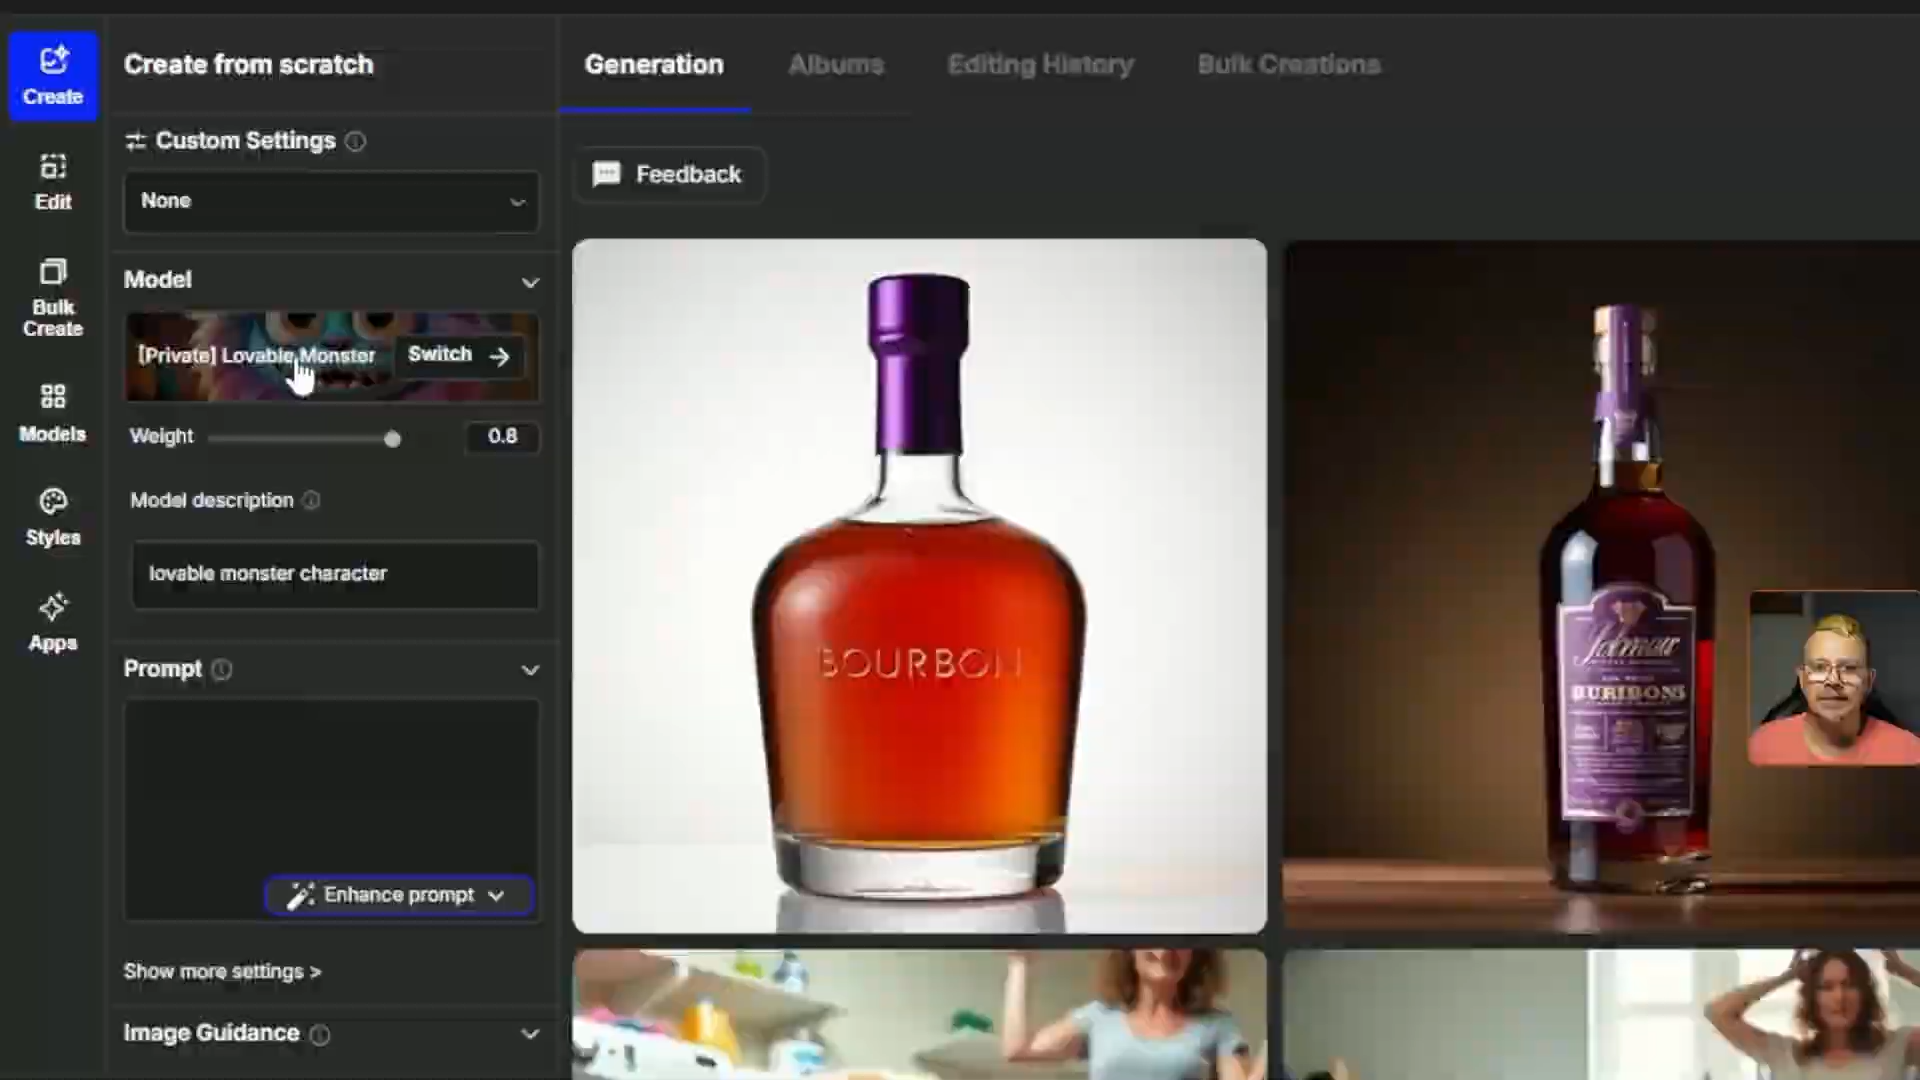 Create
Edit
Bulk
Create
Models
Styles
Apps
Create from scratch
Custom Settings
None
Model
[Private] Lovable Monster
Switch
Weight
0.8
Model description
lovable monster character
Prompt
Enhance prompt
Show more settings >
Image Guidance
Generation
Albums
Editing History
Bulk Creations
Feedback
BOURBON
BURIBONS